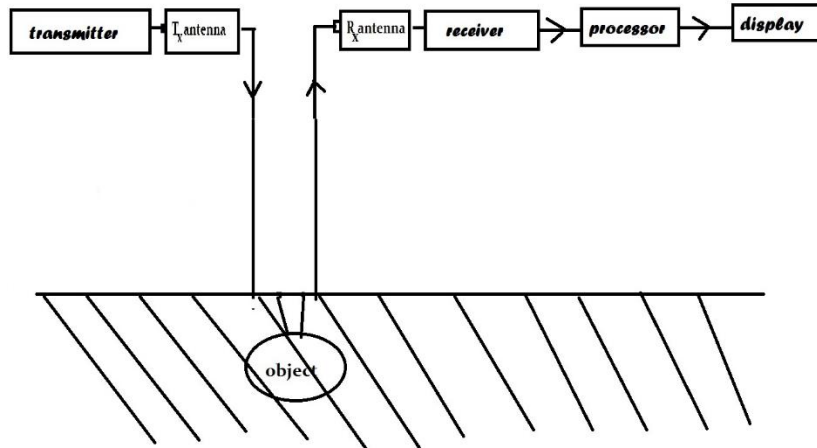 transmitter
Tx antenna
Rx antenna
receiver
processor
display
object